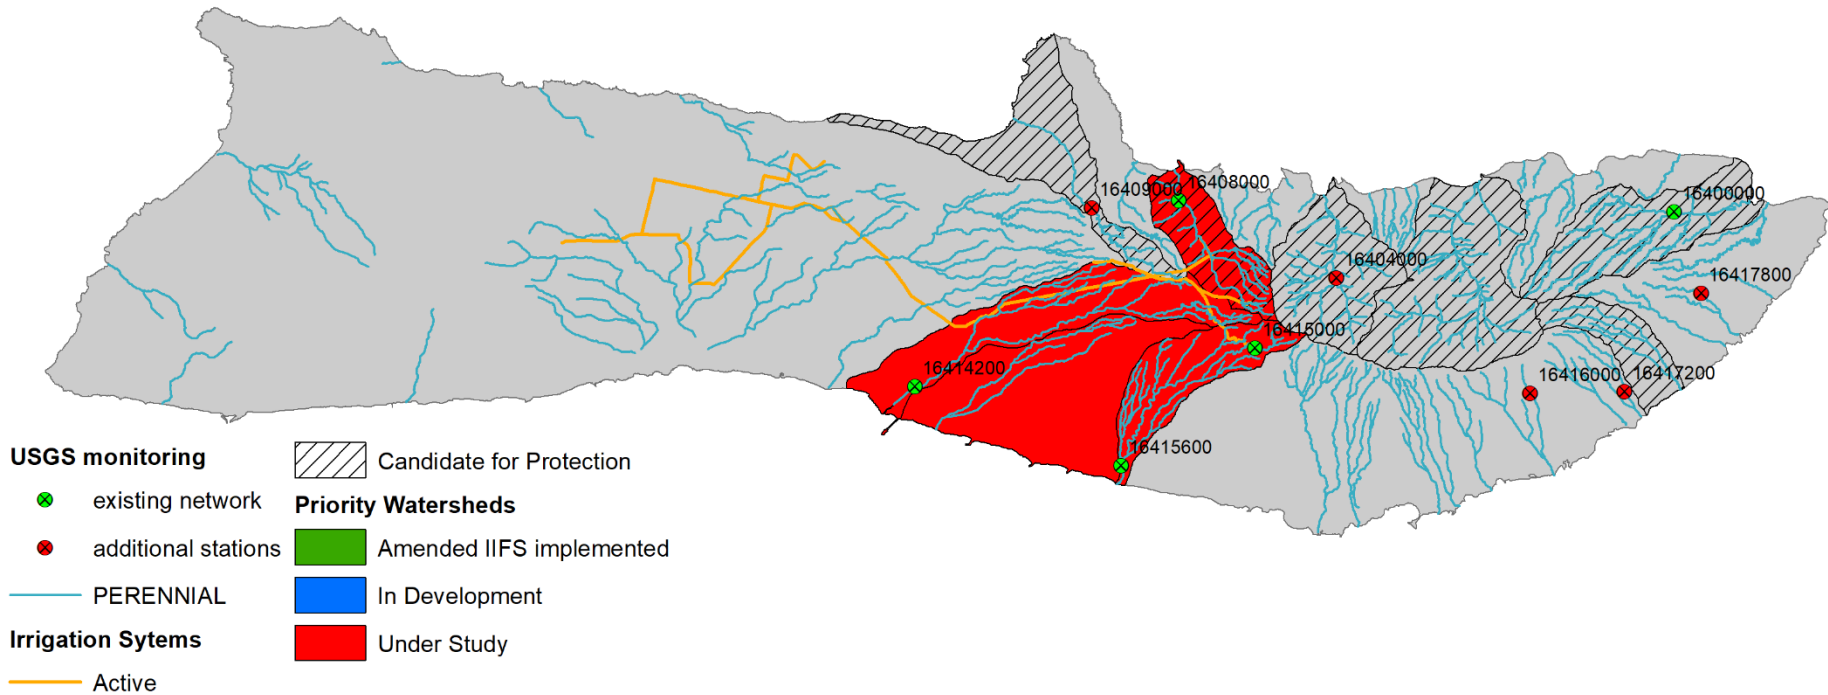 16409000
16408000
16400000
16404000
16417800
16415000
16414200
16416000
16417200
16415600
USGS monitoring
existing network
additional stations
PERENNIAL
Irrigation Sytems
Active
Candidate for Protection
Priority Watersheds
Amended IIFS implemented
In Development
Under Study